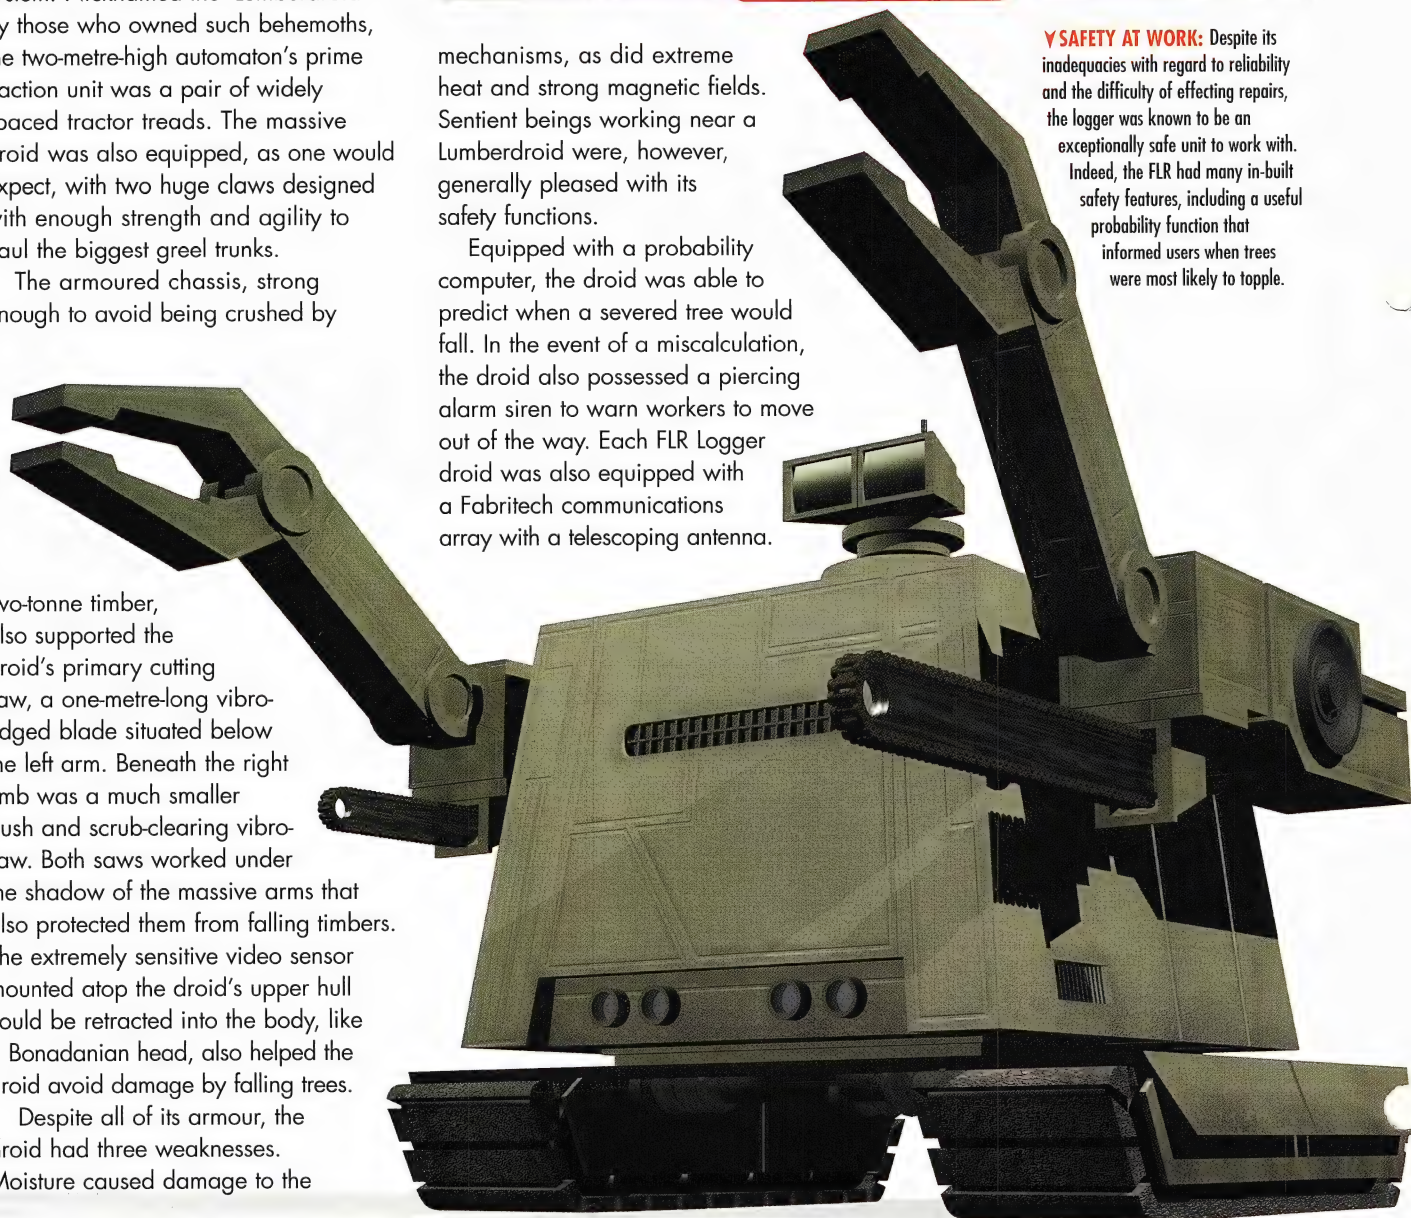 y those who owned such behemoths,
e two-metre-high automaton's prime
action unit was a pair of widely
paced tractor treads. The massive
roid was also equipped, as one would
xpect, with two huge claws designed
ith enough strength and agility to
aul the biggest greel trunks.
The armoured chassis, strong
nough to avoid being crushed by
wo-tonne timber,
lso supported the
roid's primary cutting
aw, a one-metre-long vibro-
dged blade situated below
he left arm. Beneath the right
mb was a much smaller
ush and scrub-clearing vibro-
aw. Both saws worked under
he shadow of the massive arms that
lso protected them from falling timbers.
he extremely sensitive video sensor
ounted atop the droid's upper hull
ould be retracted into the body, like
Bonadanian head, also helped the
roid avoid damage by falling trees.
Despite all of its armour, the
roid had three weaknesses.
Moisture caused damage to the
mechanisms, as did extreme
heat and strong magnetic fields.
Sentient beings working near a
Lumberdroid were, however,
generally pleased with its
safety functions.
Equipped with a probability
computer, the droid was able to
predict when a severed tree would
fall. In the event of a miscalculation,
the droid also possessed a piercing
alarm siren to warn workers to move
out of the way. Each FLR Logger
droid was also equipped with
a Fabritech communications
array with a telescoping antenna.
SAFETY AT WORK: Despite its
inadequacies with regard to reliability
and the difficulty of effecting repairs,
the logger was known to be an
exceptionally safe unit to work with.
Indeed, the FLR had many in-built
safety features, including a useful
probability function that
informed users when trees
were most likely to topple.